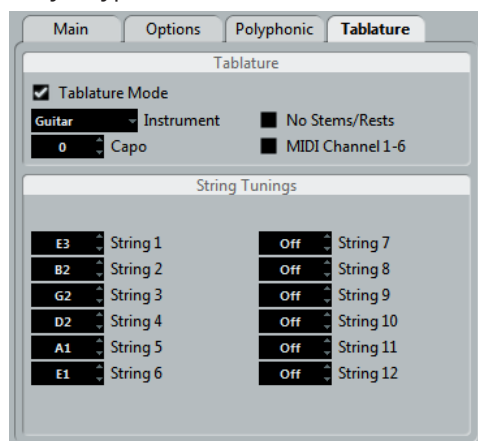 Main Options Polyphonic Tablature
Tablature
Tablature Mode
Guitar Instrument No Stems/Rests
0 Capo MIDI Channel 1-6
String Tunings
E3 String 1 Off String 7
B2 String 2 Off String 8
G2 String 3 Off String 9
D2 String 4 Off String 10
A1 String 5 Off String 11
E1 String 6 Off String 12